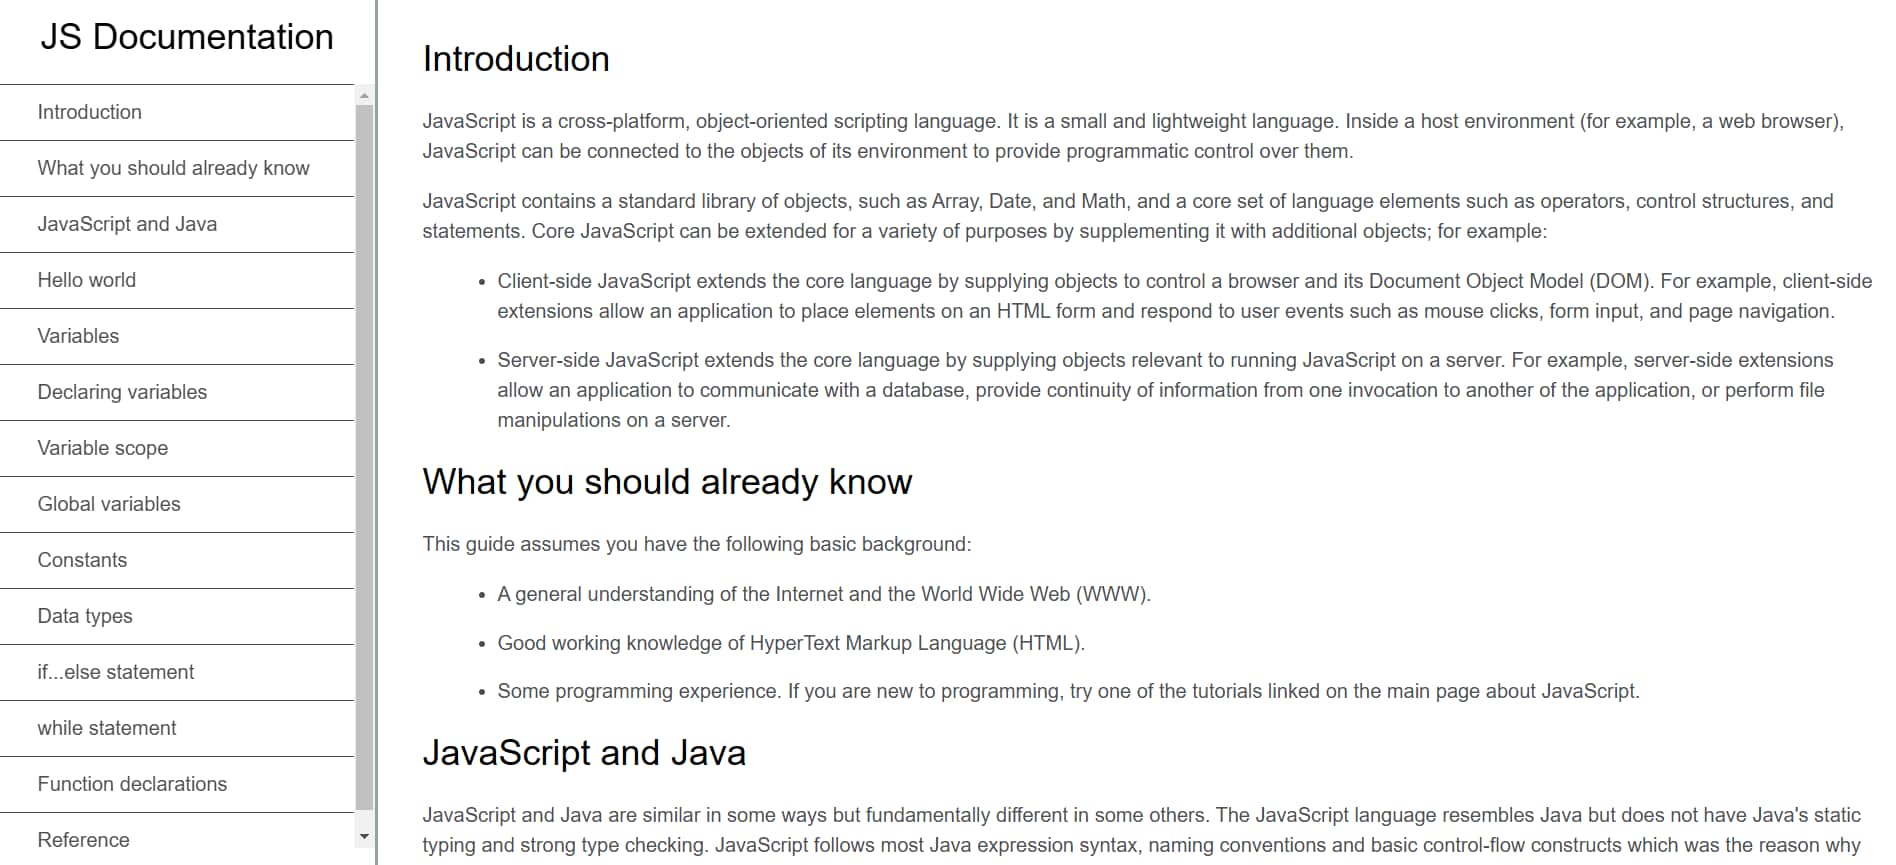 JS Documentation
Introduction
What you should already know
JavaScript and Java
Hello world
Variables
Declaring variables
Variable scope
Global variables
Constants
Data types
if...else statement
while statement
Function declarations
Reference
Introduction
JavaScript is a cross-platform, object-oriented scripting language. It is a small and lightweight language. Inside a host environment (for example, a web browser),
JavaScript can be connected to the objects of its environment to provide programmatic control over them.
JavaScript contains a standard library of objects, such as Array, Date, and Math, and a core set of language elements such as operators, control structures, and
statements. Core JavaScript can be extended for a variety of purposes by supplementing it with additional objects; for example:
• Client-side JavaScript extends the core language by supplying objects to control a browser and its Document Object Model (DOM). For example, client-side
extensions allow an application to place elements on an HTML form and respond to user events such as mouse clicks, form input, and page navigation.
• Server-side JavaScript extends the core language by supplying objects relevant to running JavaScript on a server. For example, server-side extensions
allow an application to communicate with a database, provide continuity of information from one invocation to another of the application, or perform file
manipulations on a server.
What you should already know
This guide assumes you have the following basic background:
• A general understanding of the Internet and the World Wide Web (WWW).
• Good working knowledge of HyperText Markup Language (HTML).
• Some programming experience. If you are new to programming, try one of the tutorials linked on the main page about JavaScript.
JavaScript and Java
JavaScript and Java are similar in some ways but fundamentally different in some others. The JavaScript language resembles Java but does not have Java's static
typing and strong type checking. JavaScript follows most Java expression syntax, naming conventions and basic control-flow constructs which was the reason why